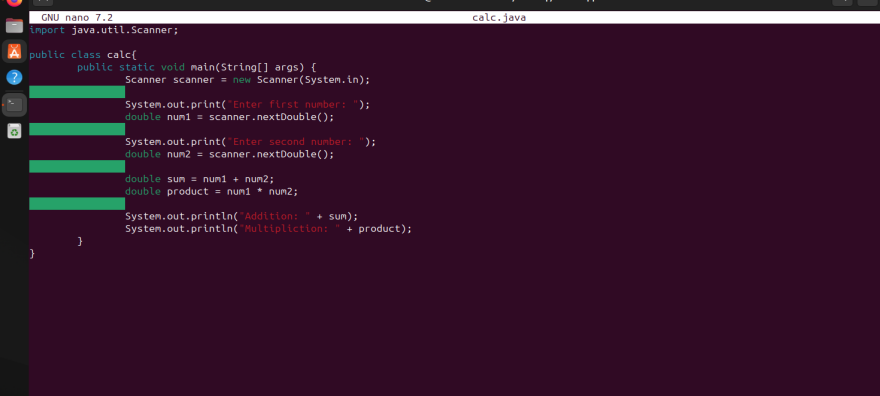 GNU nano 7.2 calc.java
import java.util.Scanner;
public class calc{
public static void main(String[] args) {
Scanner scanner = new Scanner(System.in);
System.out.print("Enter first number: ");
double num1 = scanner.nextDouble();
System.out.print("Enter second number: ");
double num2 = scanner.nextDouble();
double sum = num1 + num2;
double product = num1 * num2;
System.out.println("Addition: " + sum);
System.out.println("Multipliction: " + product);
}
}